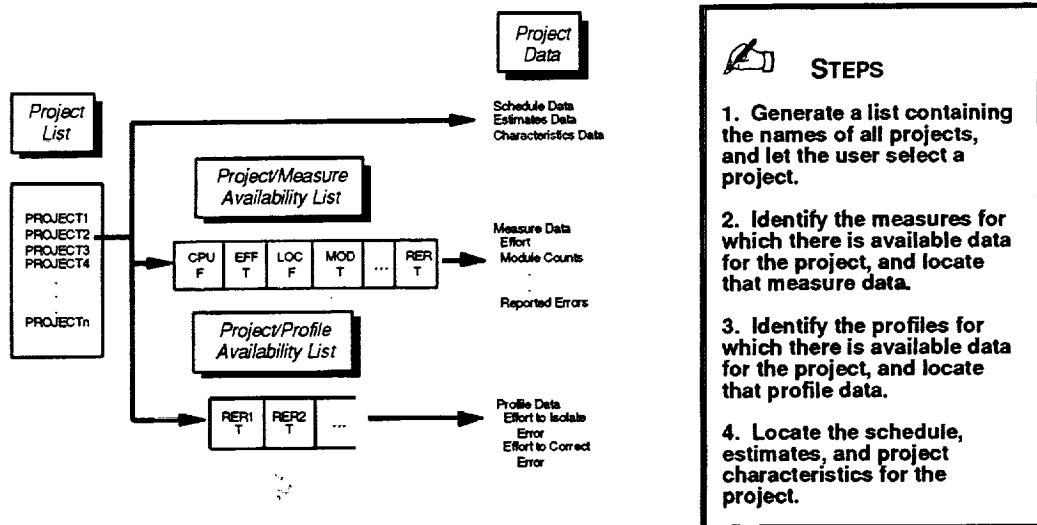 Project
Data
Schedule Data
Estimates Data
Characteristics Data
Project
List
PROJECT1
PROJECT2
PROJECT3
PROJECT4
.
.
.
PROJECTn
Project/Measure
Availability List
CPU EFF LOC MOD ... RER
F T F T T
Measure Data
Effort
Module Counts
.
Reported Errors
Project/Profile
Availability List
RER1 RER2 ...
T T
Profile Data
Effort to Isolate
Error
Effort to Correct
Error
STEPS
1. Generate a list containing
the names of all projects,
and let the user select a
project.
2. Identify the measures for
which there is available data
for the project, and locate
that measure data.
3. Identify the profiles for
which there is available data
for the project, and locate
that profile data.
4. Locate the schedule,
estimates, and project
characteristics for the
project.